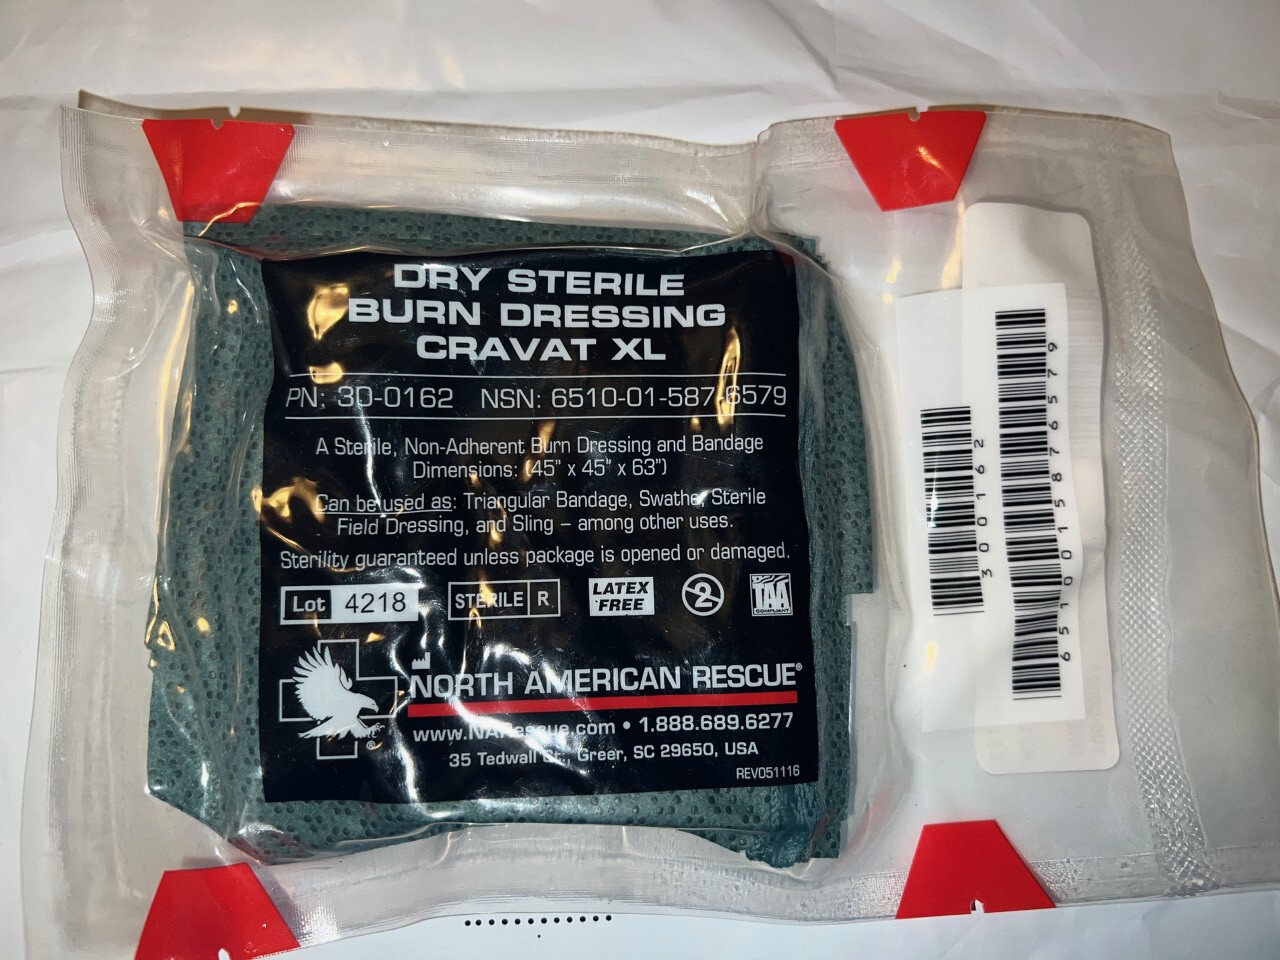 DRY STERILE
BURN DRESSING
CRAVAT XL
PN: 30-0162 NSN: 6510-01-587-6579
A Sterile, Non-Adherent Burn Dressing and Bandage
Dimensions: (45" x 45" x 63")
Can be used as: Triangular Bandage, Swathe, Sterile
Field Dressing, and Sling – among other uses.
Sterility guaranteed unless package is opened or damaged.
Lot 4218
STERILE R
LATEX
FREE
2
TAA
COMPLIANT
NORTH AMERICAN RESCUE®
www.NARescue.com • 1.888.689.6277
35 Tedwall Ct., Greer, SC 29650, USA
REV051116
®
300162
6510015876579